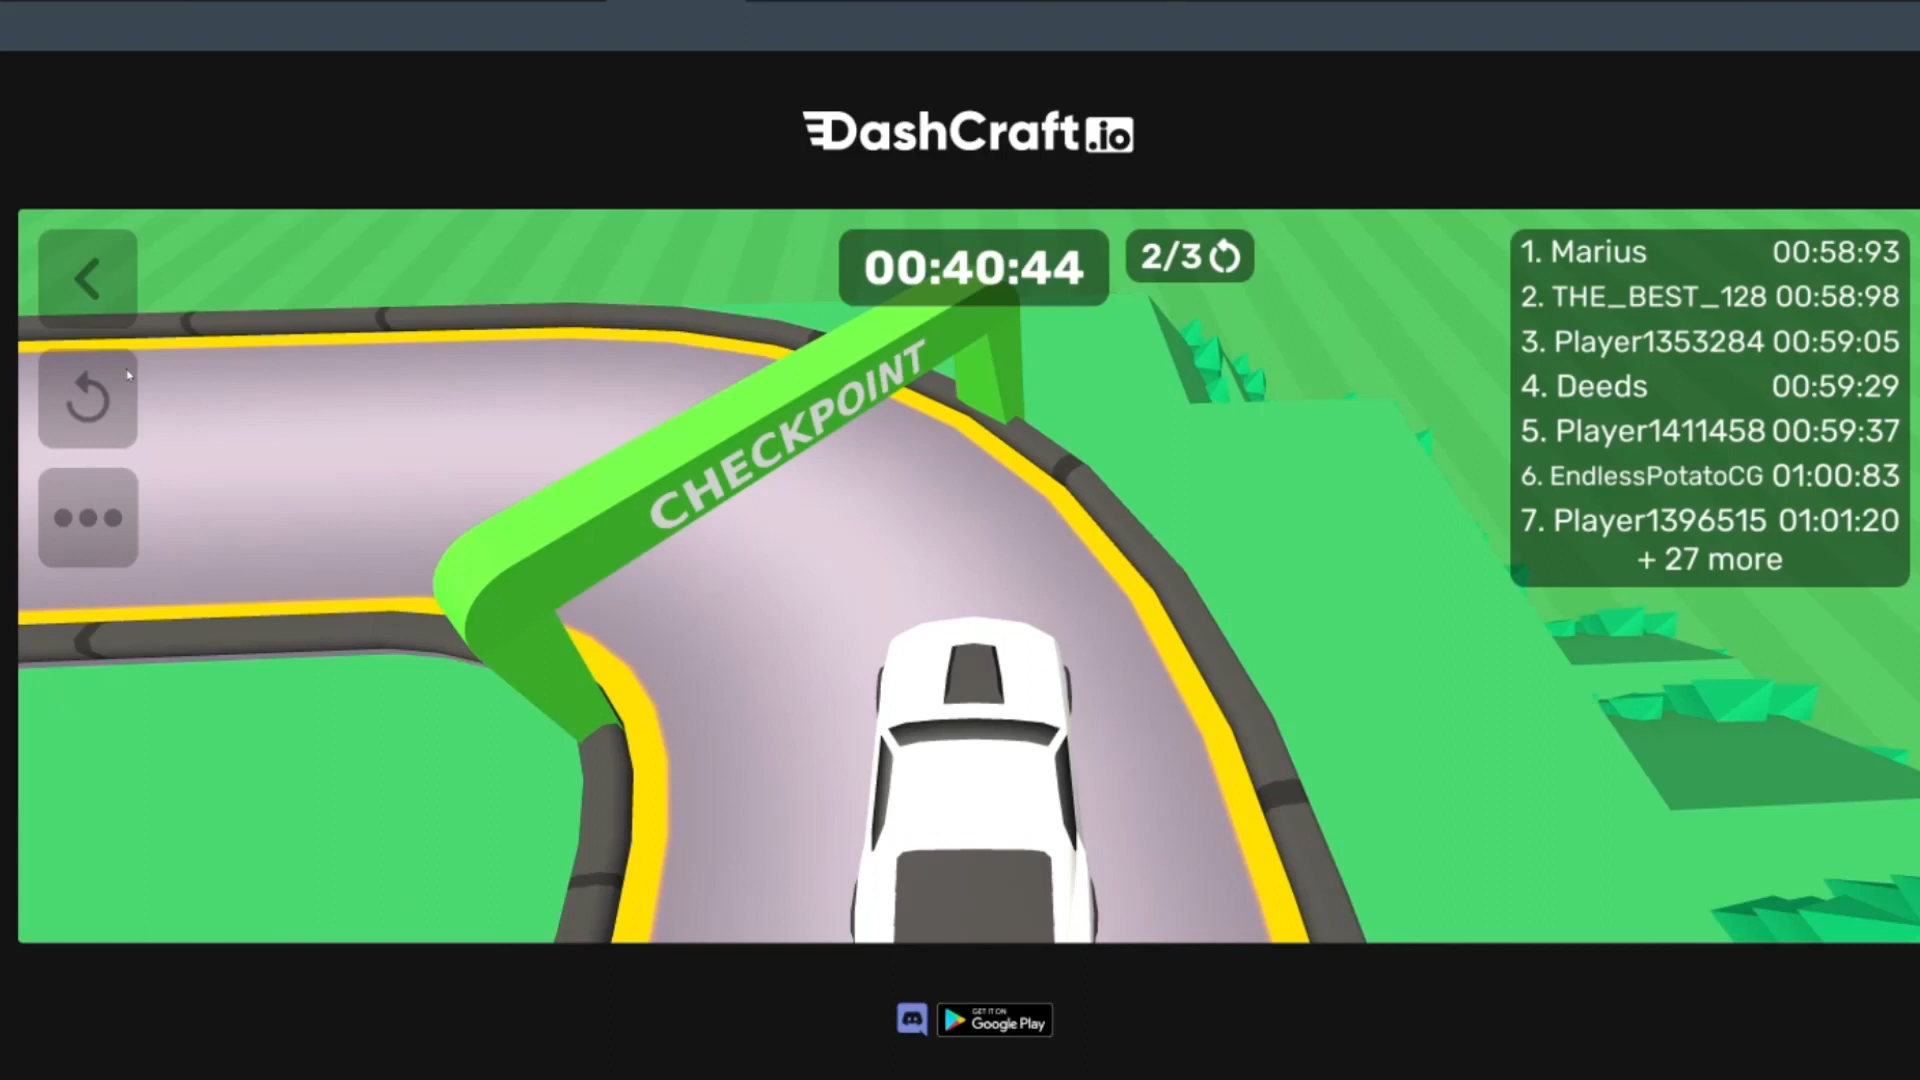 DashCraft.io
00:40:44
2/3
1. Marius 00:58:93
2. THE_BEST_128 00:58:98
3. Player1353284 00:59:05
4. Deeds 00:59:29
5. Player1411458 00:59:37
6. EndlessPotatoCG 01:00:83
7. Player1396515 01:01:20
+ 27 more
CHECKPOINT
GET IT ON
Google Play